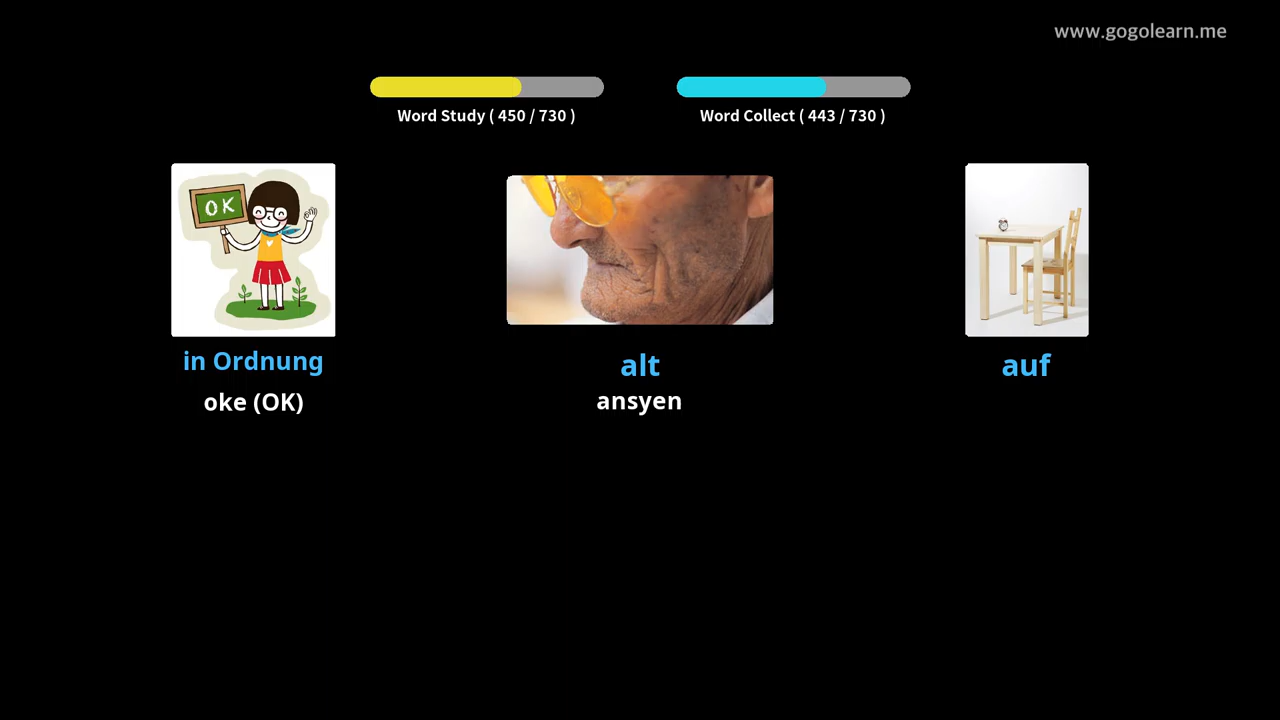 www.gogolearn.me
Word Study ( 450 / 730 )
Word Collect ( 443 / 730 )
OK
in Ordnung
oke (OK)
alt
ansyen
auf